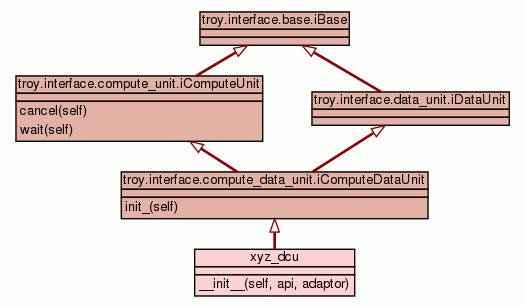 troy.interface.base.iBase
troy.interface.compute_unit.iComputeUnit
cancel(self)
wait(self)
troy.interface.data_unit.iDataUnit
troy.interface.compute_data_unit.iComputeDataUnit
init_(self)
xyz_dcu
__init__(self, api, adaptor)